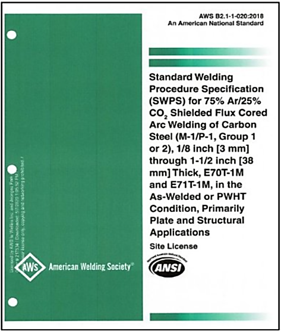 AWS B2.1-1-020:2018
An American National Standard
Standard Welding
Procedure Specification
(SWPS) for 75% Ar/25%
CO₂ Shielded Flux Cored
Arc Welding of Carbon
Steel (M-1/P-1, Group 1
or 2), 1/8 inch [3 mm]
through 1-1/2 inch [38
mm] Thick, E70T-1M
and E71T-1M, in the
As-Welded or PWHT
Condition, Primarily
Plate and Structural
Applications
Site License
AWS
American Welding Society®
ANSI